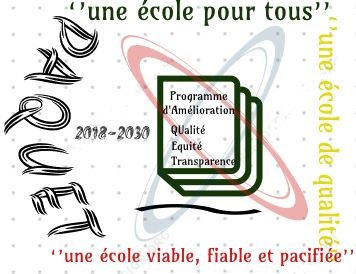 ‘’une école pour tous’’
PAQUET
2018-2030
Programme
d'Amélioration
QUalité
Equité
Transparence
‘’une école de qualité’’
‘’une école viable, fiable et pacifiée’’